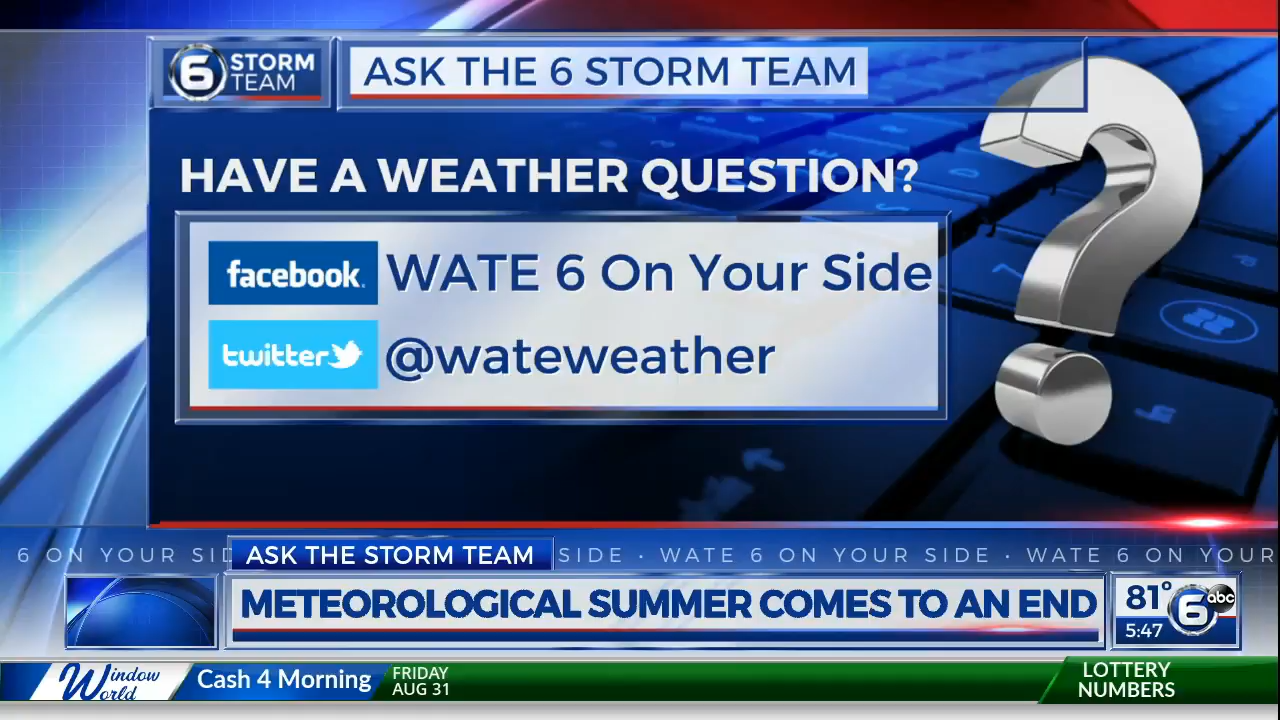 6 STORM TEAM
ASK THE 6 STORM TEAM
HAVE A WEATHER QUESTION?
facebook. WATE 6 On Your Side
twitter @wateweather
6 ON YOUR SID
ASK THE STORM TEAM
SIDE · WATE 6 ON YOUR SIDE · WATE 6 ON YOUR
METEOROLOGICAL SUMMER COMES TO AN END
81°
6 abc
5:47
Window World
Cash 4 Morning
FRIDAY
AUG 31
LOTTERY
NUMBERS